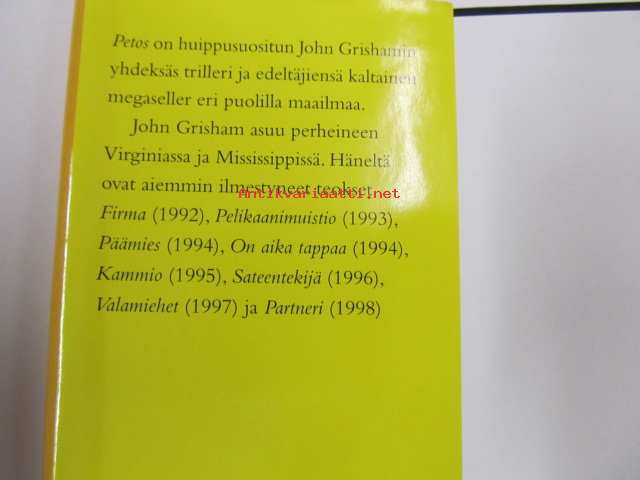 Petos on huippusuositun John Grishamin
yhdeksäs trilleri ja edeltäjiensä kaltainen
megaseller eri puolilla maailmaa.
John Grisham asuu perheineen
Virginiassa ja Mississippissä. Häneltä
ovat aiemmin ilmestyneet teokset
Antikvariaatti.net
Firma (1992), Pelikaanimuistio (1993),
Päämies (1994), On aika tappaa (1994),
Kammio (1995), Sateentekijä (1996),
Valamiehet (1997) ja Partneri (1998)